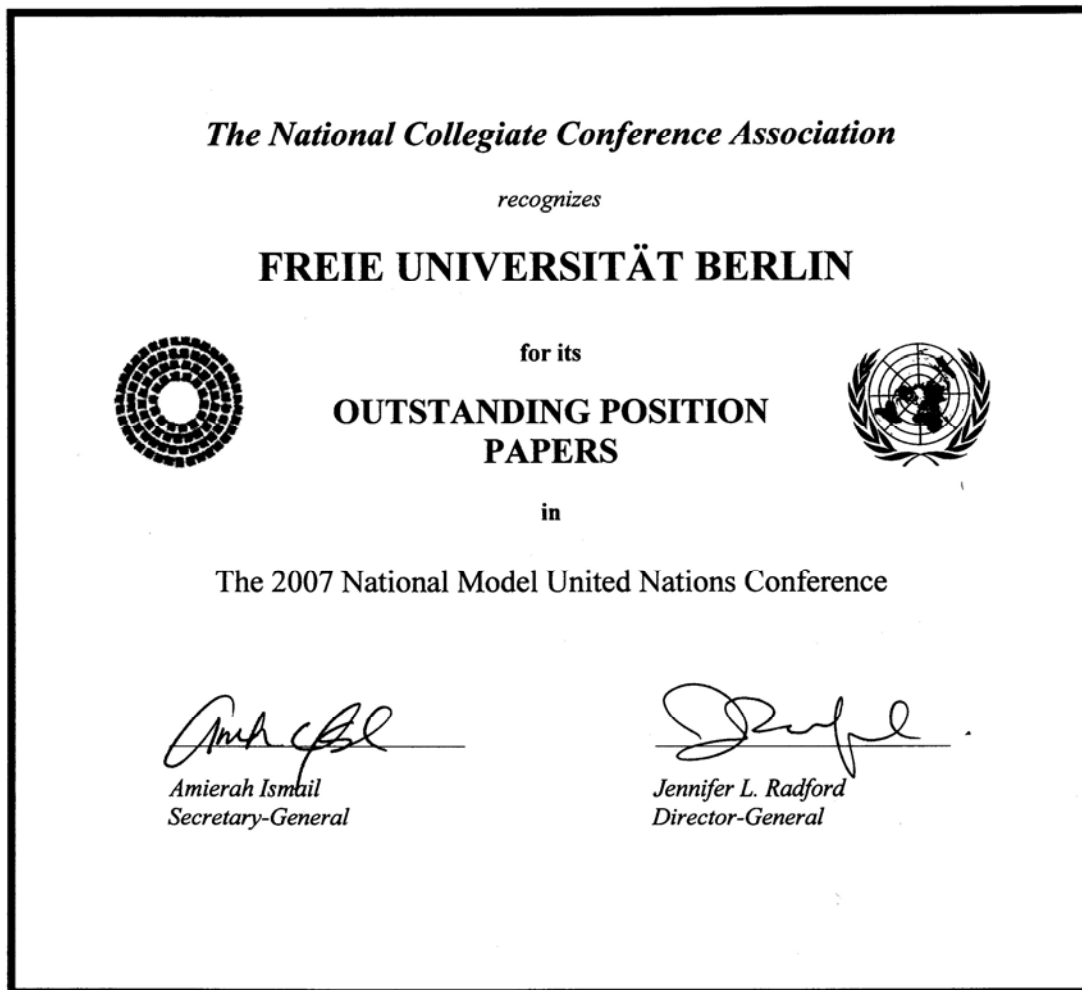 The National Collegiate Conference Association
recognizes
FREIE UNIVERSITÄT BERLIN
for its
OUTSTANDING POSITION
PAPERS
in
The 2007 National Model United Nations Conference
Amierah Ismail
Secretary-General
Jennifer L. Radford
Director-General